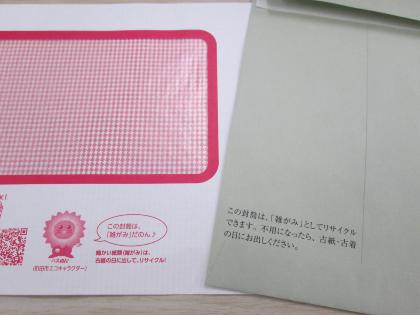 この封筒は、
「雑がみ」だのん♪
細かい紙類(雑がみ)は、
古紙の日に出して、リサイクル!
(町田市エコキャラクター)
この封筒は、「雑がみ」としてリサイクル
できます。不用になったら、古紙・古着
の日にお出しください。